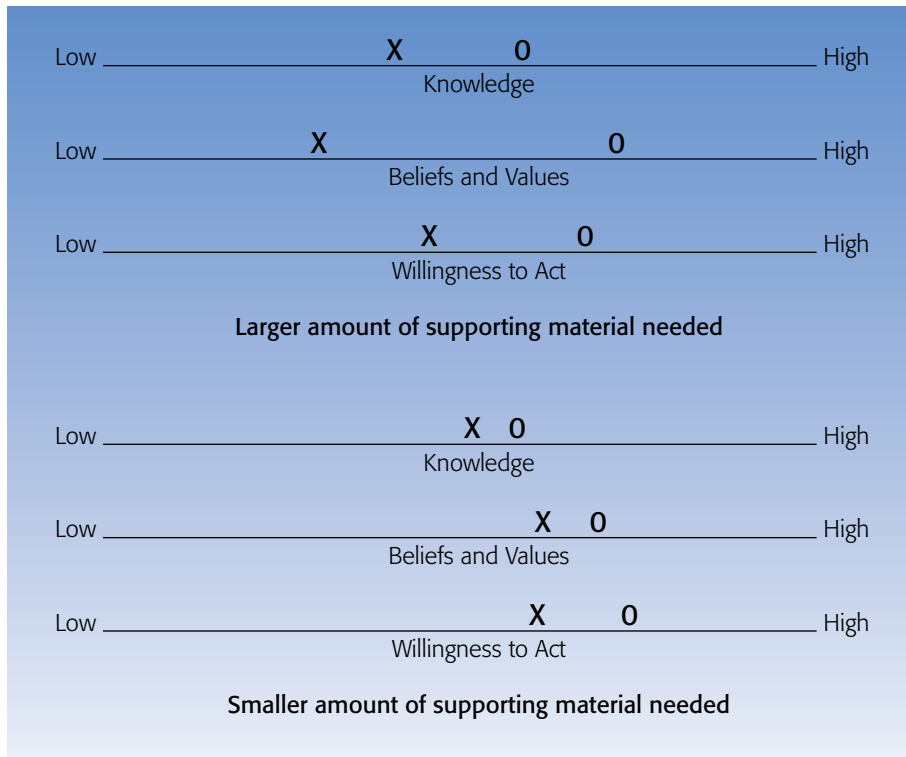 X O
Low High
Knowledge
X O
Low High
Beliefs and Values
X O
Low High
Willingness to Act
Larger amount of supporting material needed
X O
Low High
Knowledge
X O
Low High
Beliefs and Values
X O
Low High
Willingness to Act
Smaller amount of supporting material needed